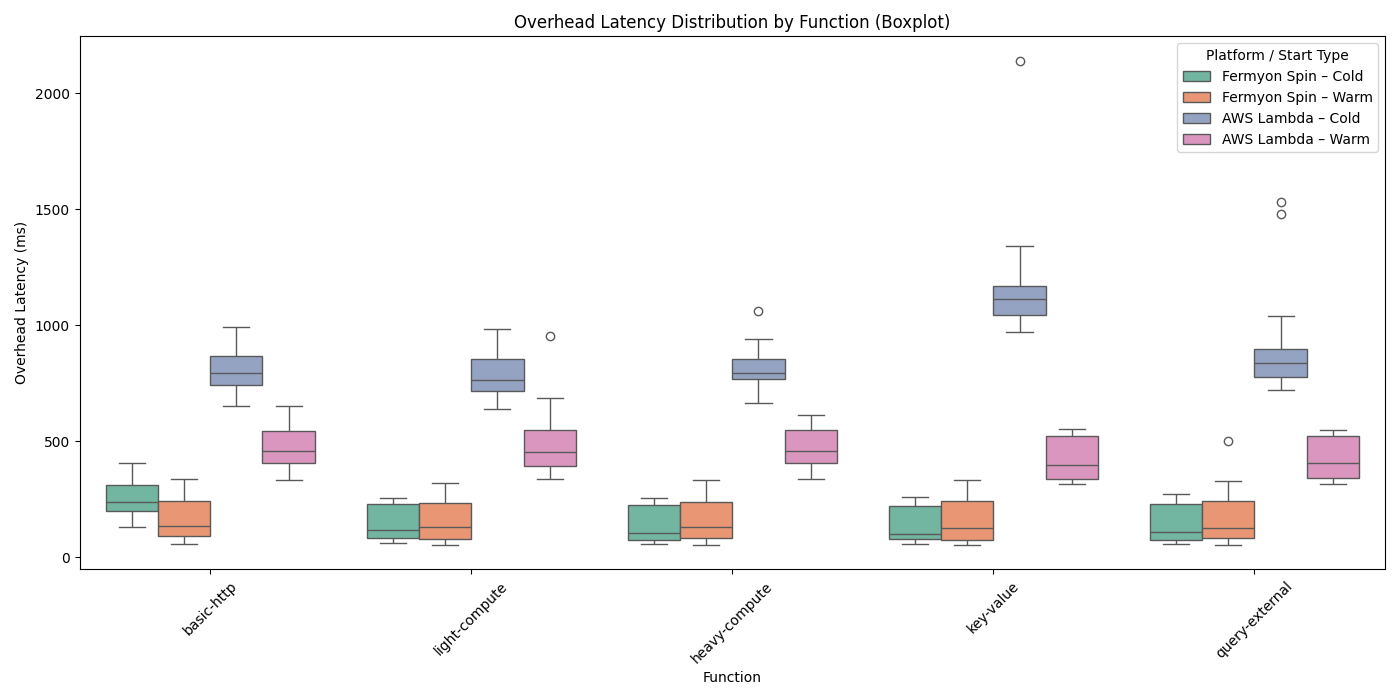 Overhead Latency Distribution by Function (Boxplot)
Platform / Start Type
Fermyon Spin – Cold
Fermyon Spin – Warm
AWS Lambda – Cold
AWS Lambda – Warm
Overhead Latency (ms)
2000
1500
1000
500
0
basic-http
light-compute
heavy-compute
key-value
query-external
Function